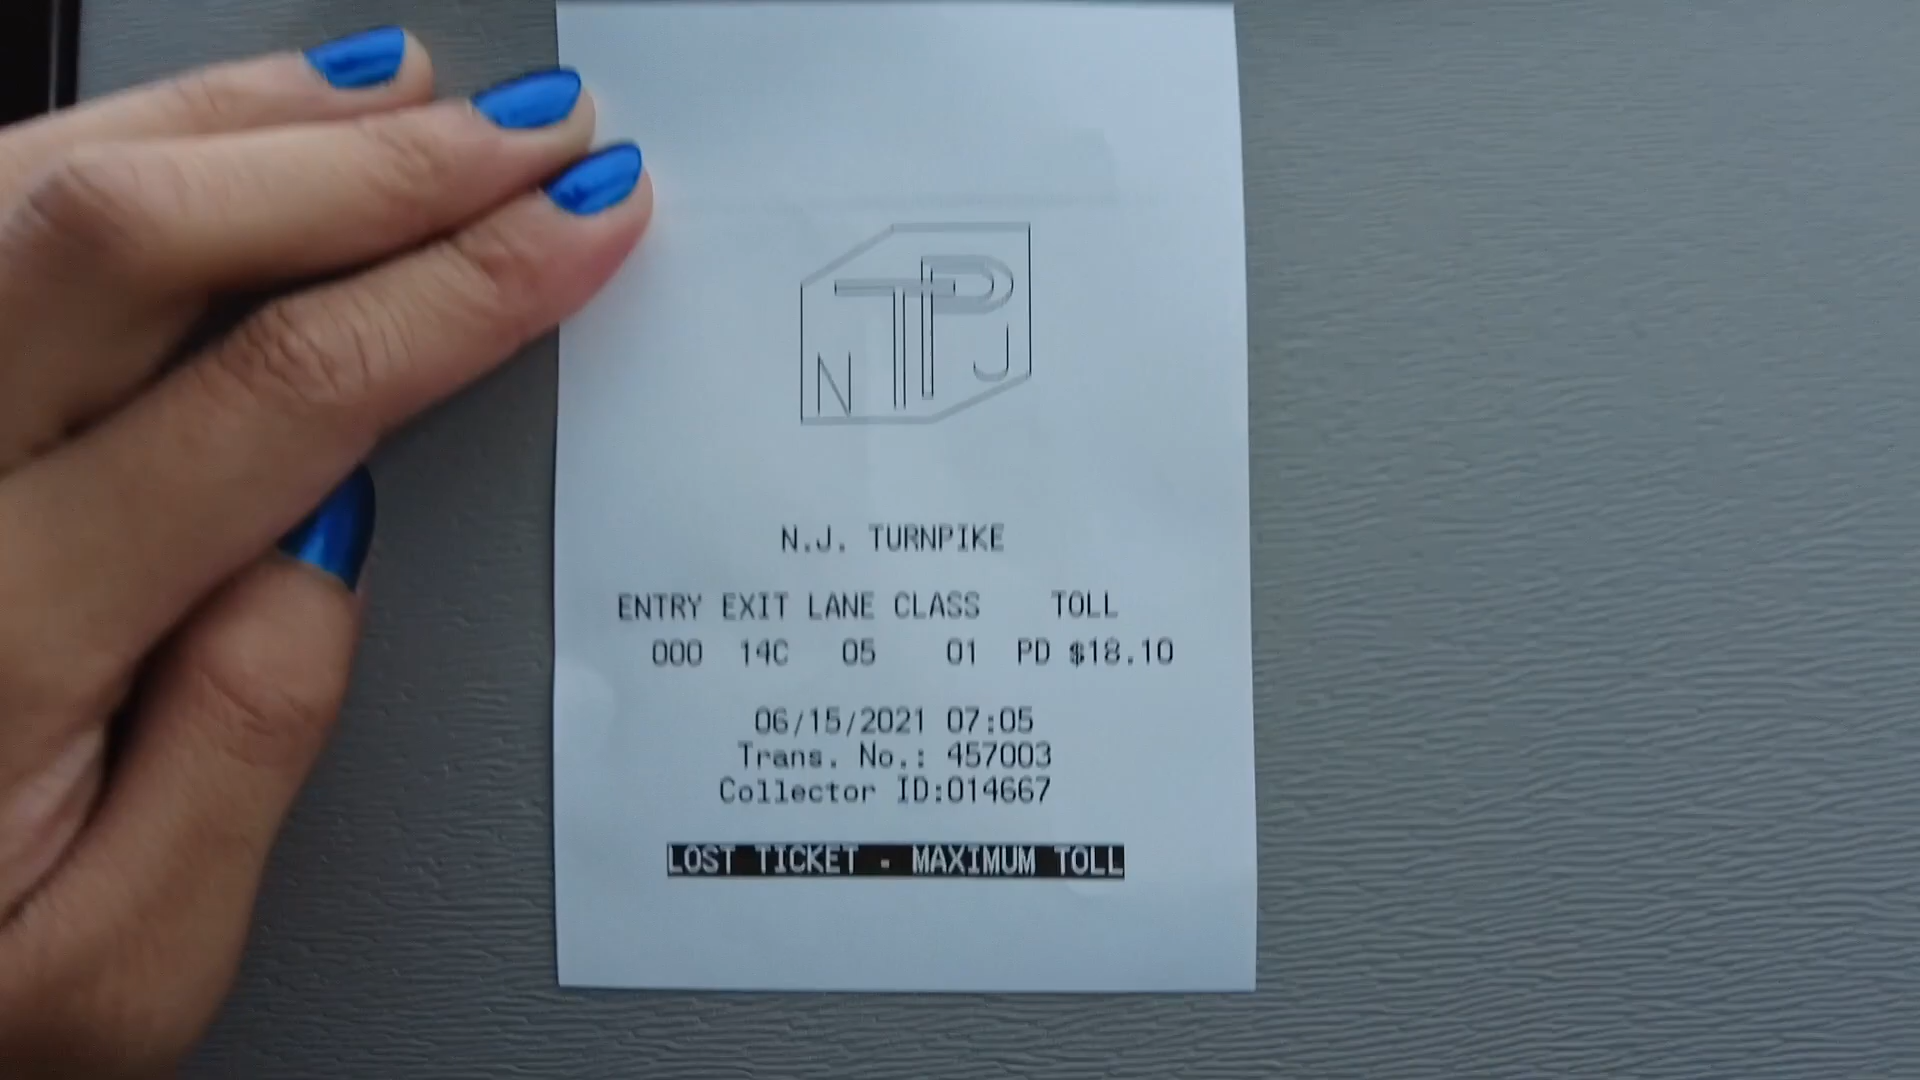 TP
N J
N.J. TURNPIKE
ENTRY EXIT LANE CLASS TOLL
000 14C 05 01 PD $18.10
06/15/2021 07:05
Trans. No.: 457003
Collector ID:014667
LOST TICKET - MAXIMUM TOLL